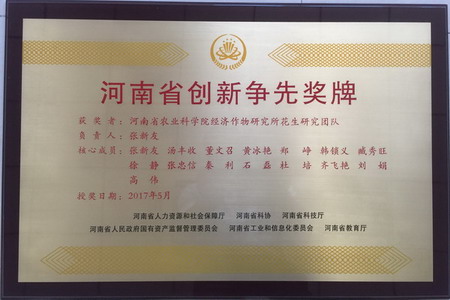 河南省创新争先奖牌
获奖者：河南省农业科学院经济作物研究所花生研究团队
负责人：张新友
核心成员：张新友 汤丰收 董文召 黄冰艳 郑峥 韩锁义 臧秀旺
徐静 张忠信 秦利 石磊 杜培 齐飞艳 刘娟
高伟
授奖日期：2017年5月
河南省人力资源和社会保障厅 河南省科协 河南省科技厅
河南省人民政府国有资产监督管理委员会 河南省工业和信息化委员会 河南省教育厅